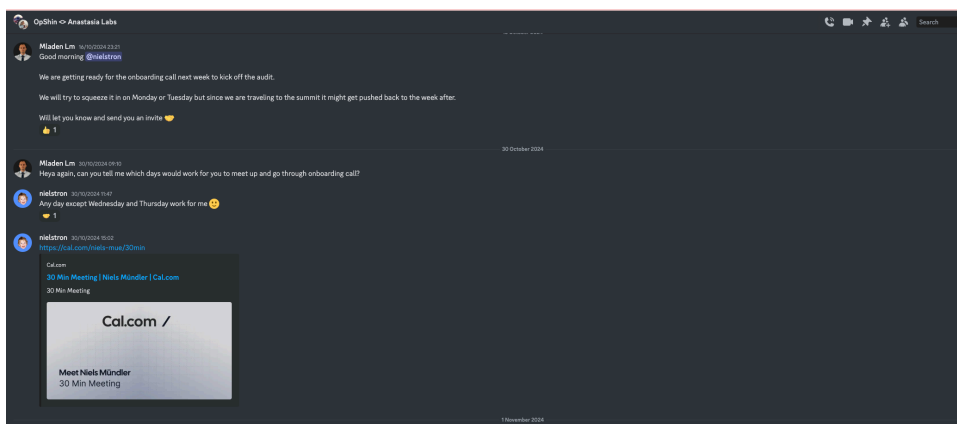 OpShin <> Anastasia Labs
Search
Mladen Lm 16/10/2024 23:21
Good morning @nielstron
We are getting ready for the onboarding call next week to kick off the audit.
We will try to squeeze it in on Monday or Tuesday but since we are traveling to the summit it might get pushed back to the week after.
Will let you know and send you an invite 🤝
👍 1
30 October 2024
Mladen Lm 30/10/2024 09:10
Heya again, can you tell me which days would work for you to meet up and go through onboarding call?
nielstron 30/10/2024 11:47
Any day except Wednesday and Thursday work for me 🙂
🤝 1
nielstron 30/10/2024 15:02
https://cal.com/niels-mue/30min
Cal.com
30 Min Meeting | Niels Mündler | Cal.com
30 Min Meeting
Cal.com /
Meet Niels Mündler
30 Min Meeting
1 November 2024